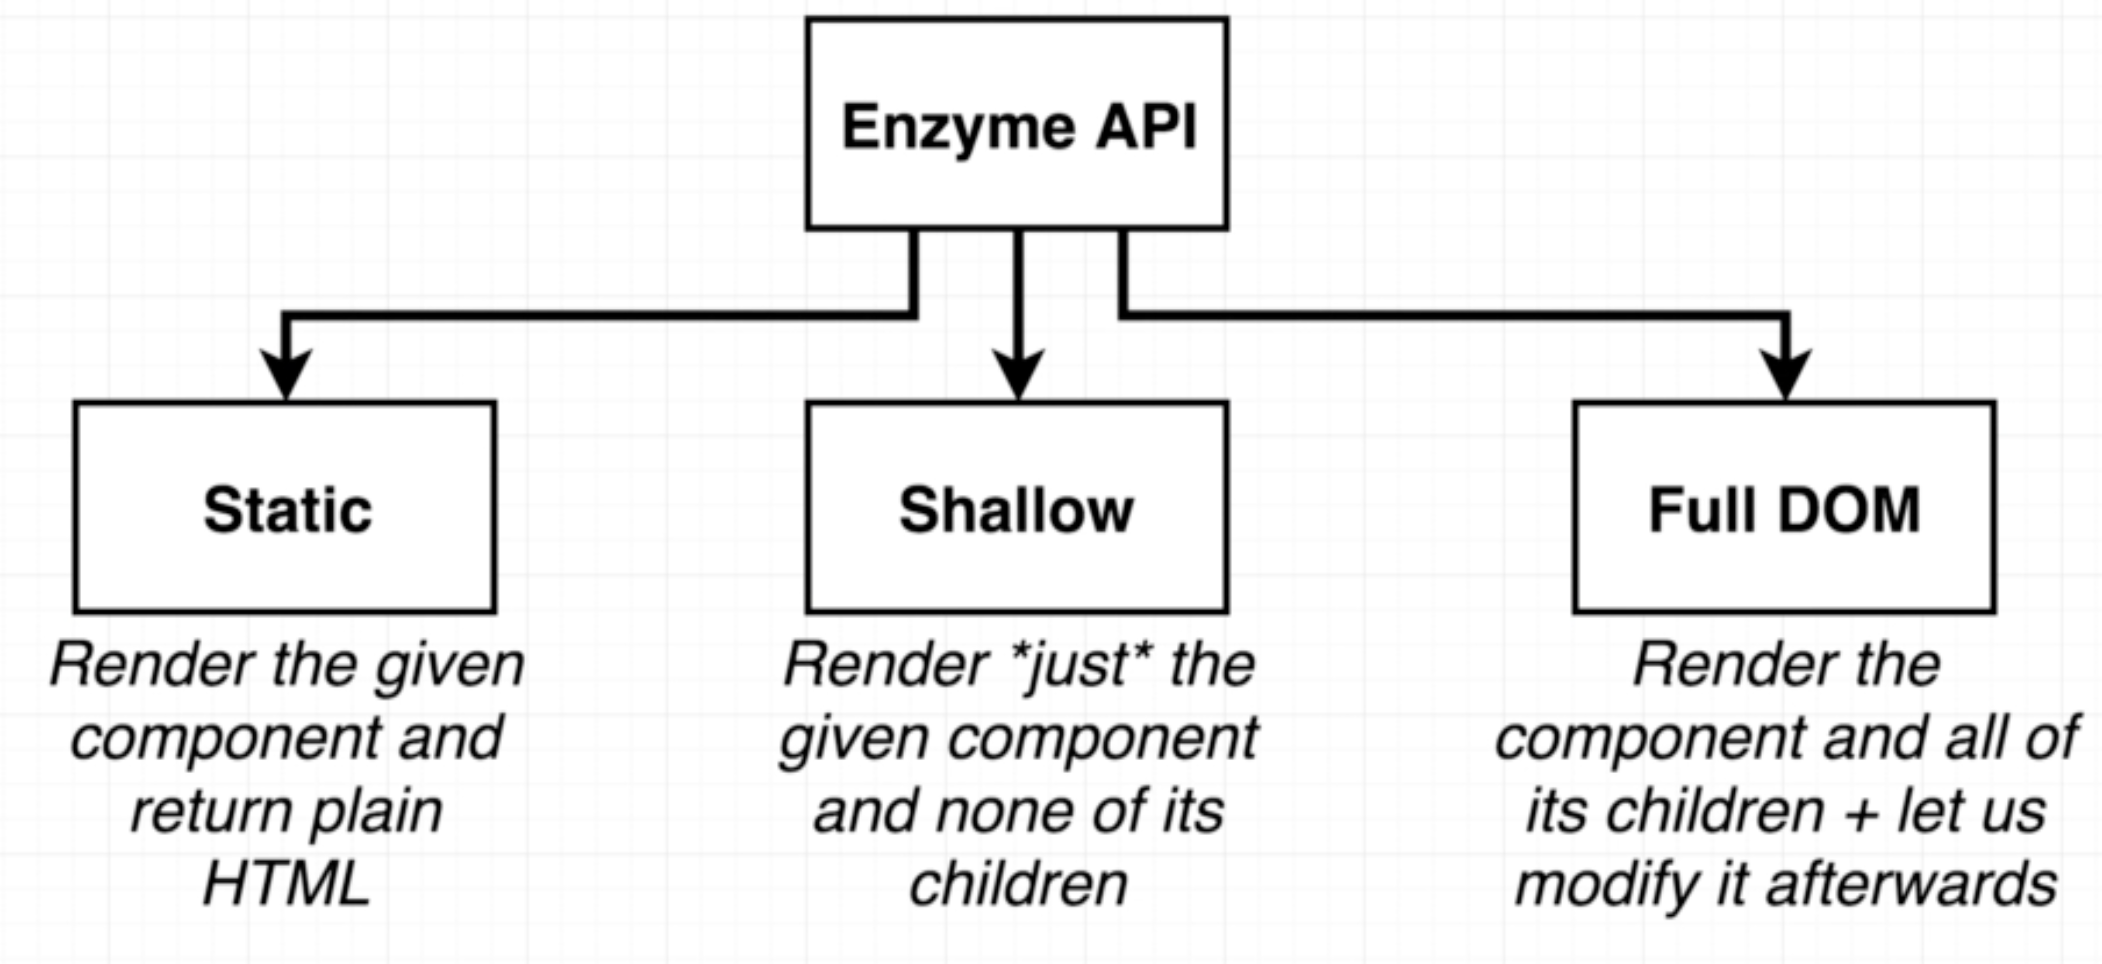 Enzyme API
Static
Shallow
Full DOM
Render the given
component and
return plain
HTML
Render *just* the
given component
and none of its
children
Render the
component and all of
its children + let us
modify it afterwards